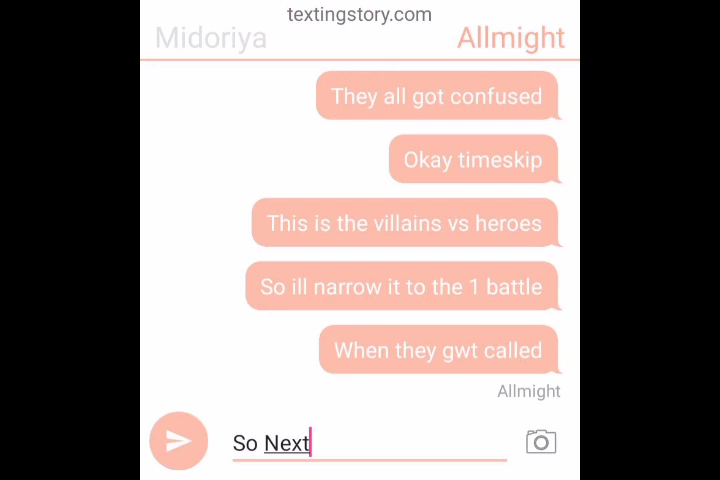 textingstory.com
Midoriya Allmight
They all got confused
Okay timeskip
This is the villains vs heroes
So ill narrow it to the 1 battle
When they gwt called
Allmight
So Next